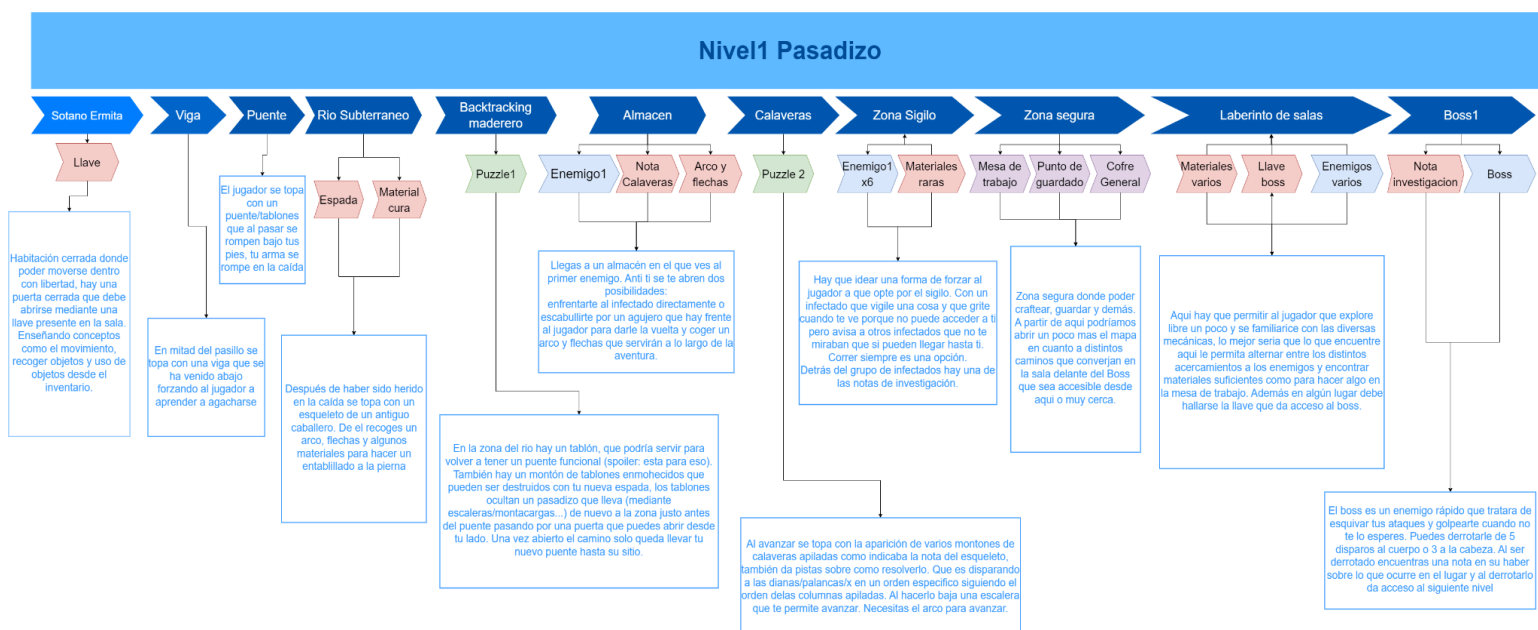 Nivel1 Pasadizo
Sotano Ermita
Viga
Puente
Rio Subterraneo
Backtracking
maderero
Almacen
Calaveras
Zona Sigilo
Zona segura
Laberinto de salas
Boss1
Llave
Espada
Material
cura
Puzzle1
Enemigo1
Nota
Calaveras
Arco y
flechas
Puzzle 2
Enemigo1
x6
Materiales
raras
Mesa de
trabajo
Punto de
guardado
Cofre
General
Materiales
varios
Llave
boss
Enemigos
varios
Nota
investigacion
Boss
Habitación cerrada donde
poder moverse dentro
con libertad, hay una
puerta cerrada que debe
abrirse mediante una
llave presente en la sala.
Enseñando conceptos
como el movimiento,
recoger objetos y uso de
objetos desde el
inventario.
En mitad del pasillo se
topa con una viga que se
ha venido abajo
forzando al jugador a
aprender a agacharse
El jugador se topa
con un
puente/tablones
que al pasar se
rompen bajo tus
pies, tu arma se
rompe en la caída
Después de haber sido herido
en la caída se topa con un
esqueleto de un antiguo
caballero. De el recoges un
arco, flechas y algunos
materiales para hacer un
entablillado a la pierna
En la zona del rio hay un tablón, que podría servir para
volver a tener un puente funcional (spoiler: esta para eso).
También hay un montón de tablones enmohecidos que
pueden ser destruidos con tu nueva espada, los tablones
ocultan un pasadizo que lleva (mediante
escaleras/montacargas...) de nuevo a la zona justo antes
del puente pasando por una puerta que puedes abrir desde
tu lado. Una vez abierto el camino solo queda llevar tu
nuevo puente hasta su sitio.
Llegas a un almacén en el que ves al
primer enemigo. Anti ti se te abren dos
posibilidades:
enfrentarte al infectado directamente o
escabullirte por un agujero que hay frente
al jugador para darle la vuelta y coger un
arco y flechas que servirán a lo largo de la
aventura.
Al avanzar se topa con la aparición de varios montones de
calaveras apiladas como indicaba la nota del esqueleto,
también da pistas sobre como resolverlo. Que es disparando
a las dianas/palancas/x en un orden especifico siguiendo el
orden delas columnas apiladas. Al hacerlo baja una escalera
que te permite avanzar. Necesitas el arco para avanzar.
Hay que idear una forma de forzar al
jugador a que opte por el sigilo. Con un
infectado que vigile una cosa y que grite
cuando te ve porque no puede acceder a ti
pero avisa a otros infectados que no te
miraban que si pueden llegar hasta ti.
Correr siempre es una opción.
Detrás del grupo de infectados hay una de
las notas de investigación.
Zona segura donde poder
craftear, guardar y demás.
A partir de aqui podríamos
abrir un poco mas el mapa
en cuanto a distintos
caminos que converjan en
la sala delante del Boss
que sea accesible desde
aqui o muy cerca.
Aqui hay que permitir al jugador que explore
libre un poco y se familiarice con las diversas
mecánicas, lo mejor seria que lo que encuentre
aqui le permita alternar entre los distintos
acercamientos a los enemigos y encontrar
materiales suficientes como para hacer algo en
la mesa de trabajo. Además en algún lugar debe
hallarse la llave que da acceso al boss.
El boss es un enemigo rápido que tratara de
esquivar tus ataques y golpearte cuando no
te lo esperes. Puedes derrotarle de 5
disparos al cuerpo o 3 a la cabeza. Al ser
derrotado encuentras una nota en su haber
sobre lo que ocurre en el lugar y al derrotarlo
da acceso al siguiente nivel